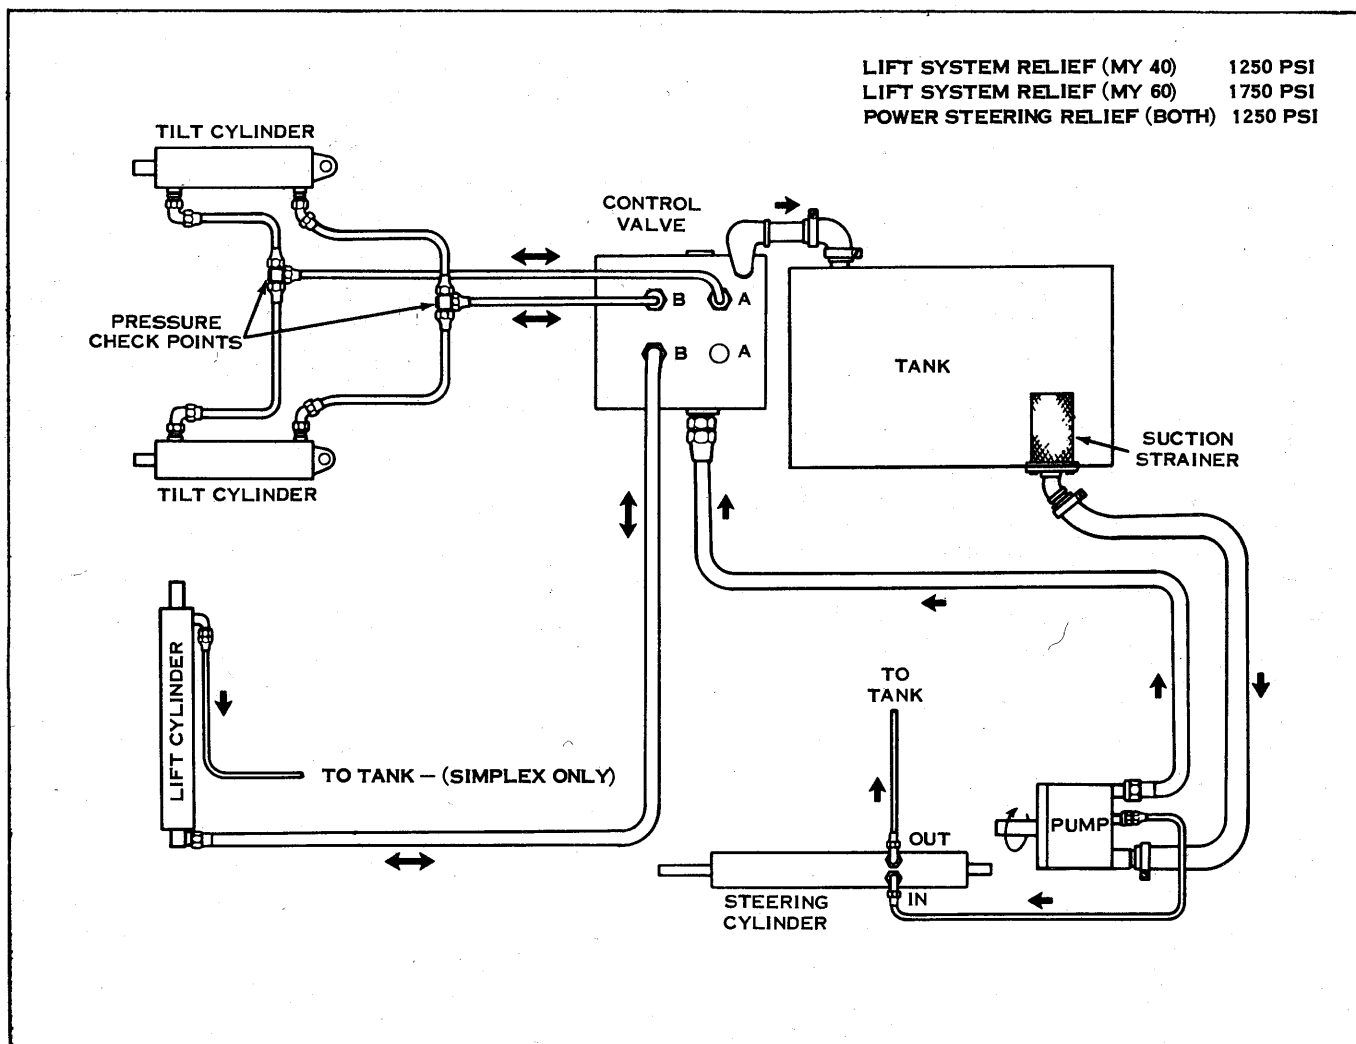 LIFT SYSTEM RELIEF (MY 40) 1250 PSI
LIFT SYSTEM RELIEF (MY 60) 1750 PSI
POWER STEERING RELIEF (BOTH) 1250 PSI
TILT CYLINDER
CONTROL
VALVE
B A
PRESSURE
CHECK POINTS
B A
TANK
SUCTION
STRAINER
TILT CYLINDER
LIFT CYLINDER
TO
TANK
TO TANK – (SIMPLEX ONLY)
PUMP
OUT
IN
STEERING
CYLINDER